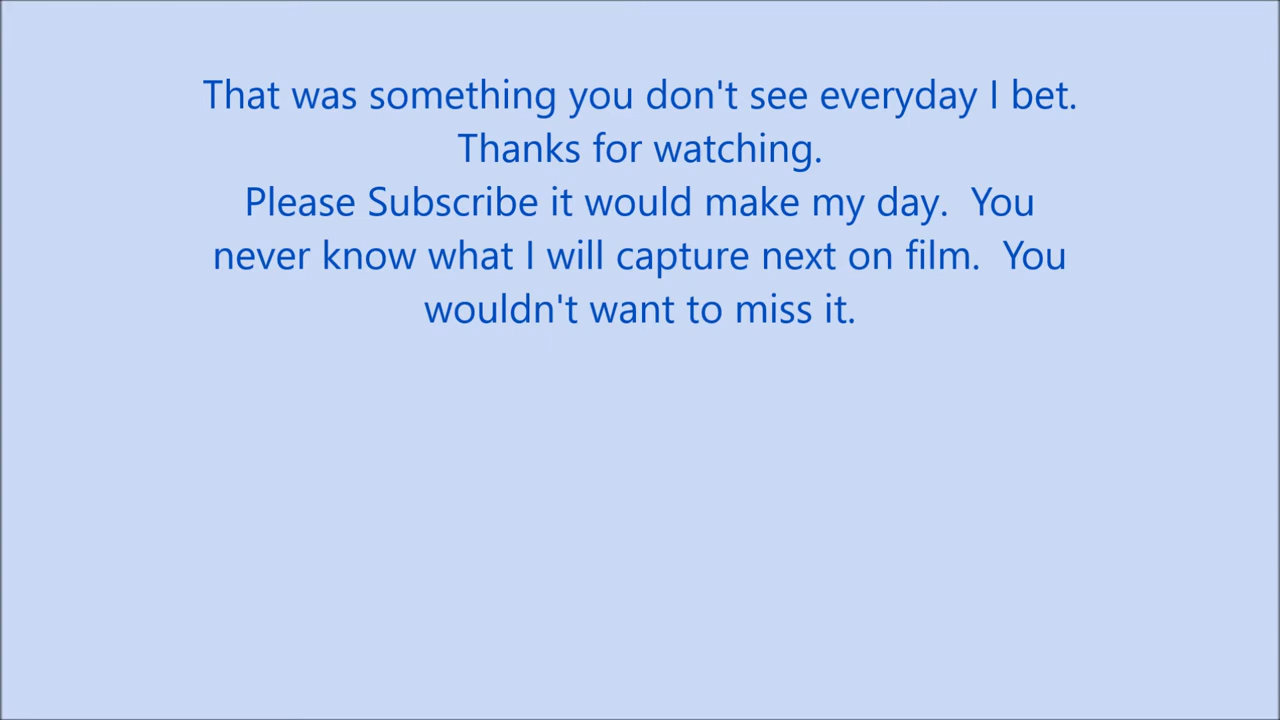 That was something you don't see everyday I bet.
Thanks for watching.
Please Subscribe it would make my day.  You
never know what I will capture next on film.  You
wouldn't want to miss it.